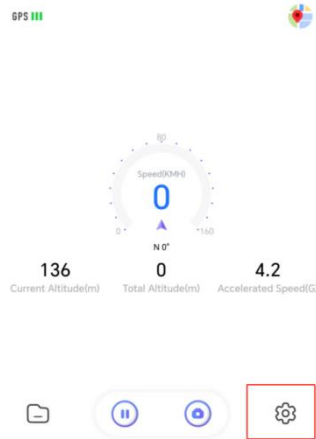 GPS
80
Speed(KMH)
0
0
160
N 0°
136 0 4.2
Current Altitude(m) Total Altitude(m) Accelerated Speed(G